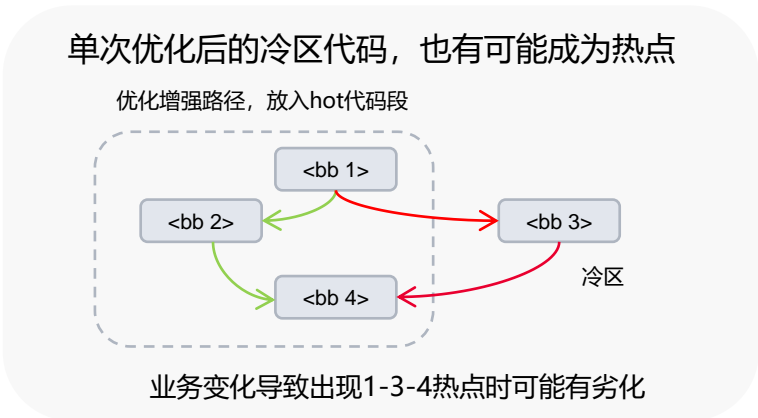 单次优化后的冷区代码，也有可能成为热点
优化增强路径，放入hot代码段
<bb 1>
<bb 2>
<bb 3>
冷区
<bb 4>
业务变化导致出现1-3-4热点时可能有劣化